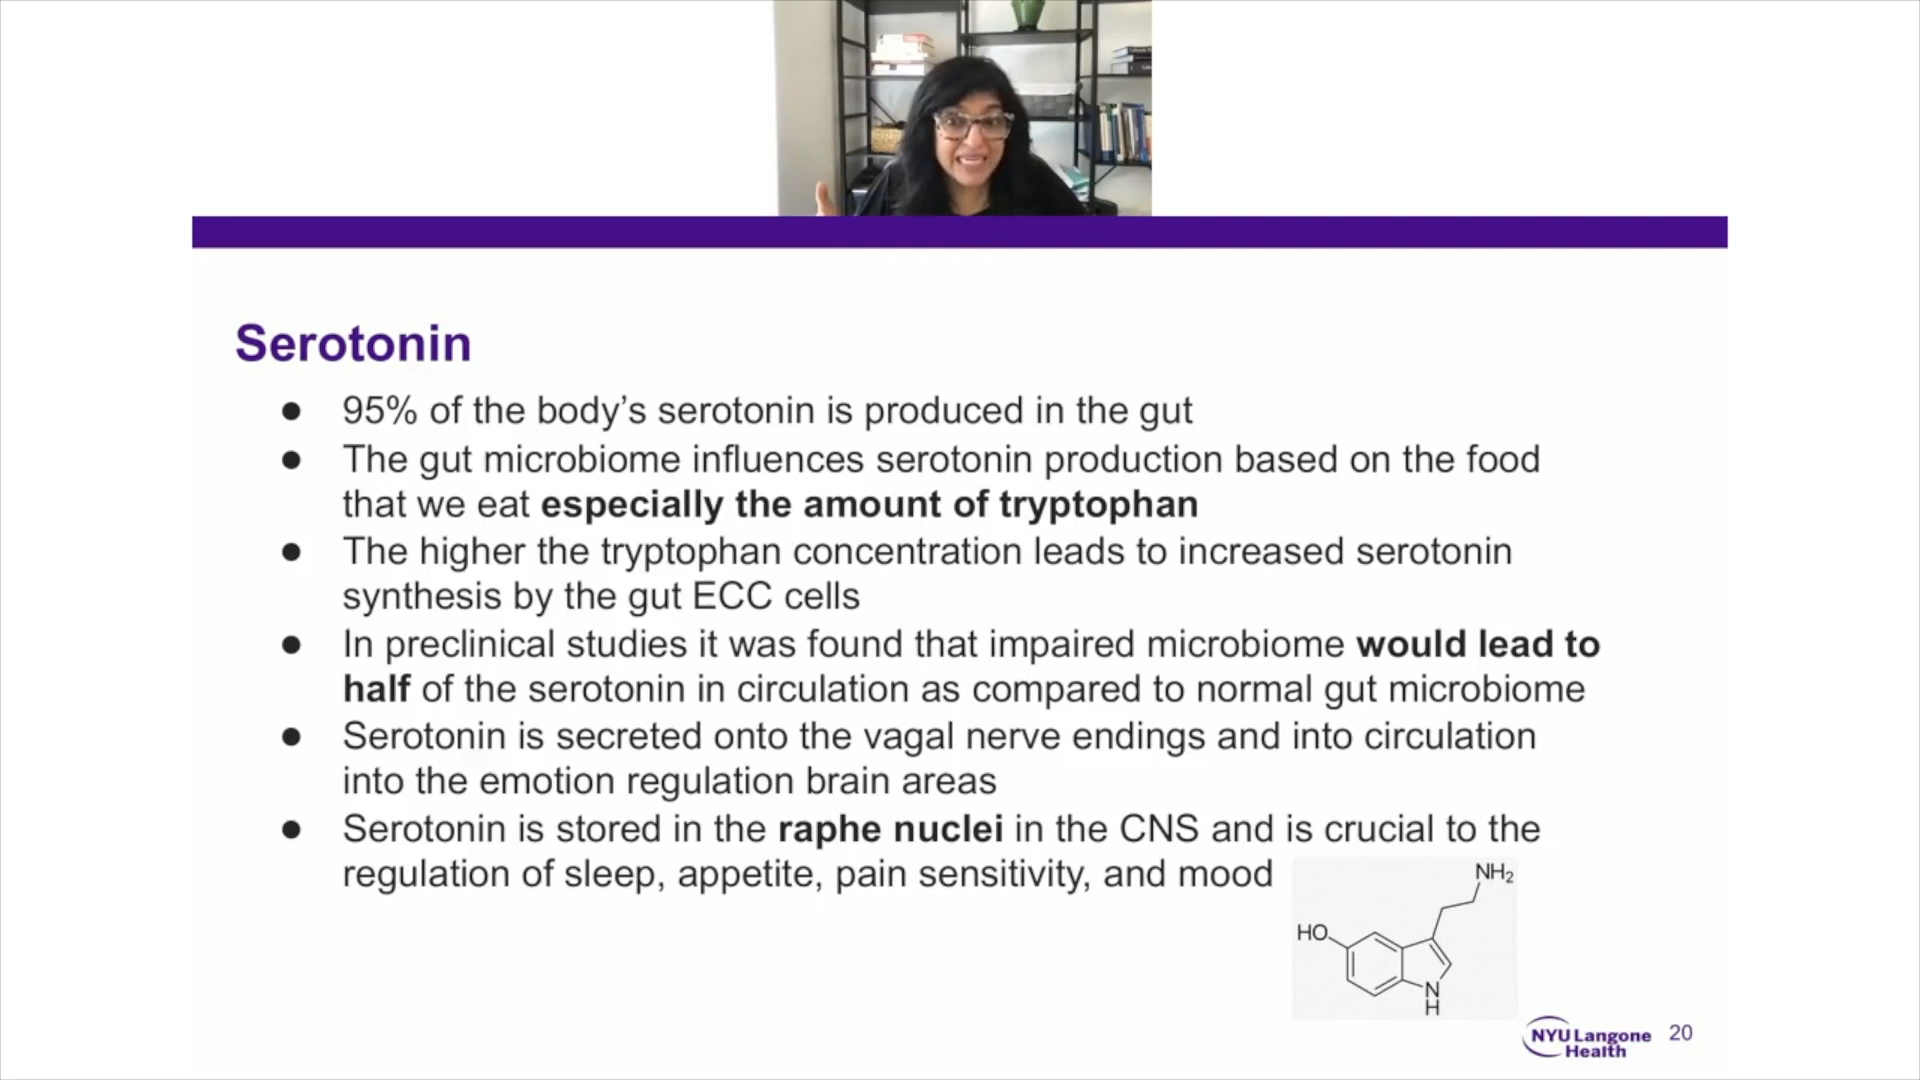 Serotonin
● 95% of the body’s serotonin is produced in the gut
● The gut microbiome influences serotonin production based on the food
that we eat especially the amount of tryptophan
● The higher the tryptophan concentration leads to increased serotonin
synthesis by the gut ECC cells
● In preclinical studies it was found that impaired microbiome would lead to
half of the serotonin in circulation as compared to normal gut microbiome
● Serotonin is secreted onto the vagal nerve endings and into circulation
into the emotion regulation brain areas
● Serotonin is stored in the raphe nuclei in the CNS and is crucial to the
regulation of sleep, appetite, pain sensitivity, and mood
NH₂
HO
N
H
NYU Langone
Health
20